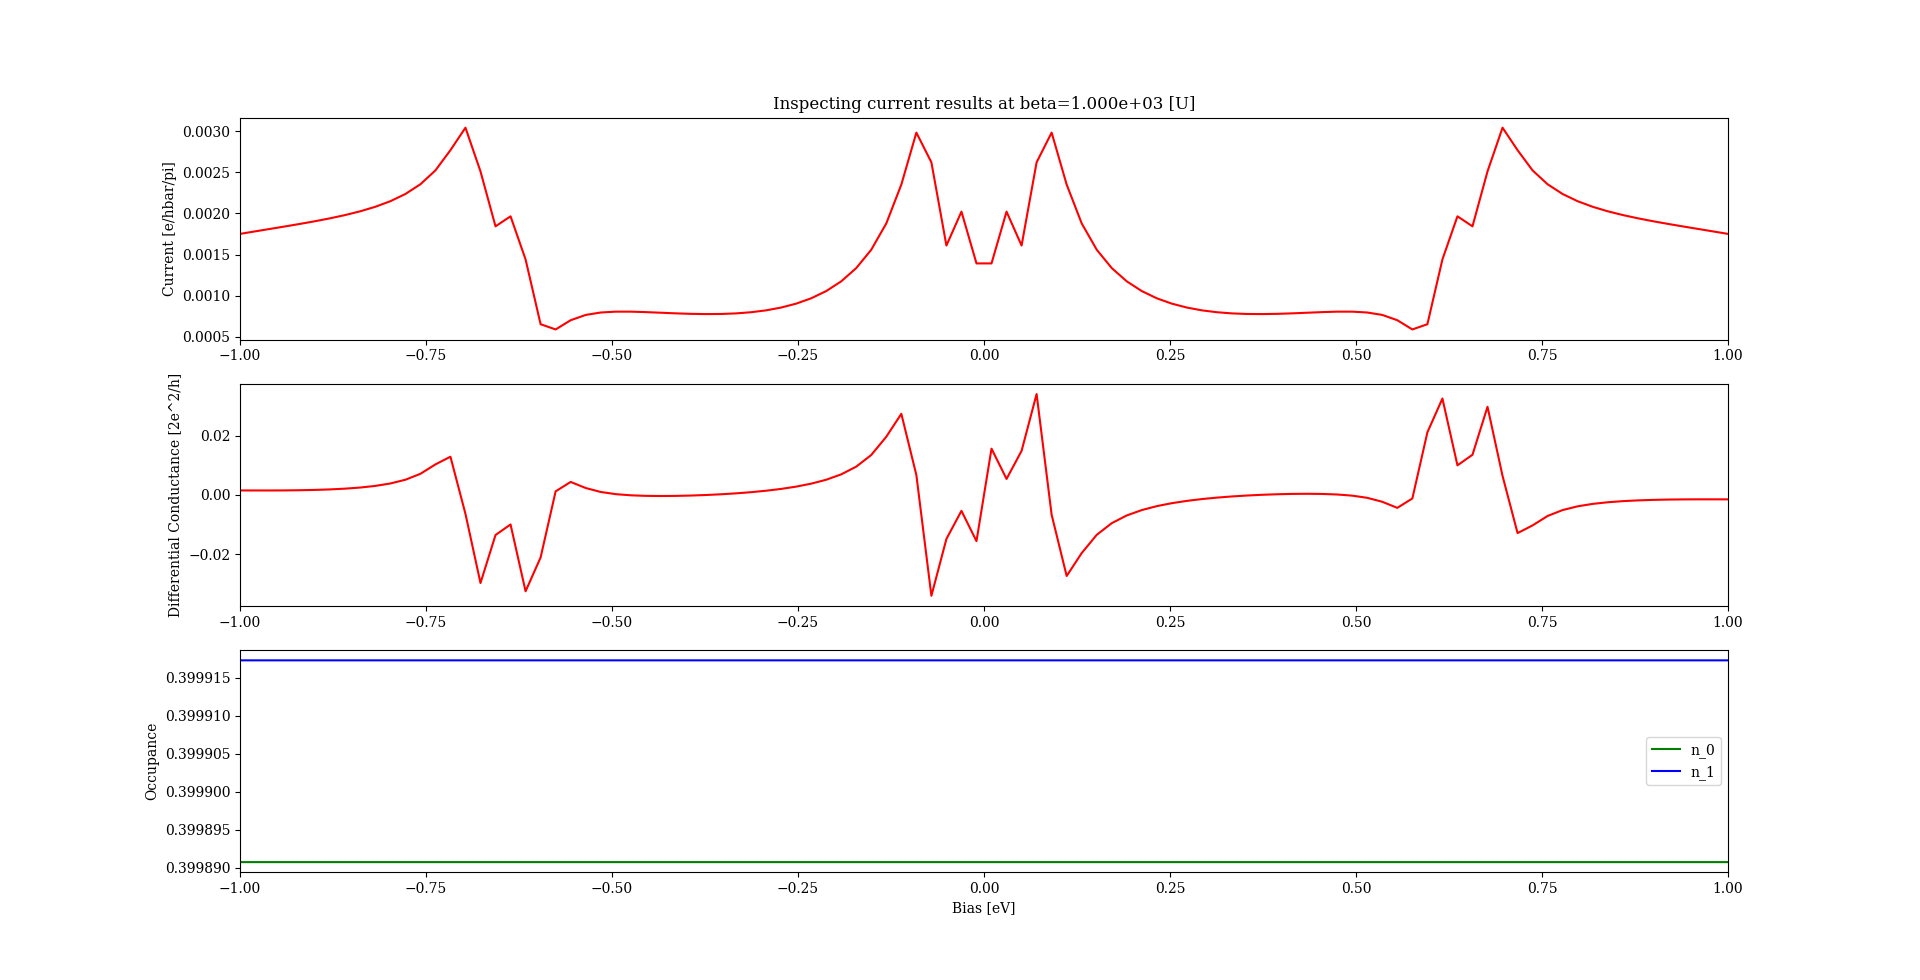 Inspecting current results at beta=1.000e+03 [U]
Current [e/hbar/pi]
0.0030
0.0025
0.0020
0.0015
0.0010
0.0005
−1.00 −0.75 −0.50 −0.25 0.00 0.25 0.50 0.75 1.00
Differential Conductance [2e^2/h]
0.02
0.00
−0.02
−1.00 −0.75 −0.50 −0.25 0.00 0.25 0.50 0.75 1.00
Occupance
0.399915
0.399910
0.399905
0.399900
0.399895
0.399890
n_0
n_1
−1.00 −0.75 −0.50 −0.25 0.00 0.25 0.50 0.75 1.00
Bias [eV]